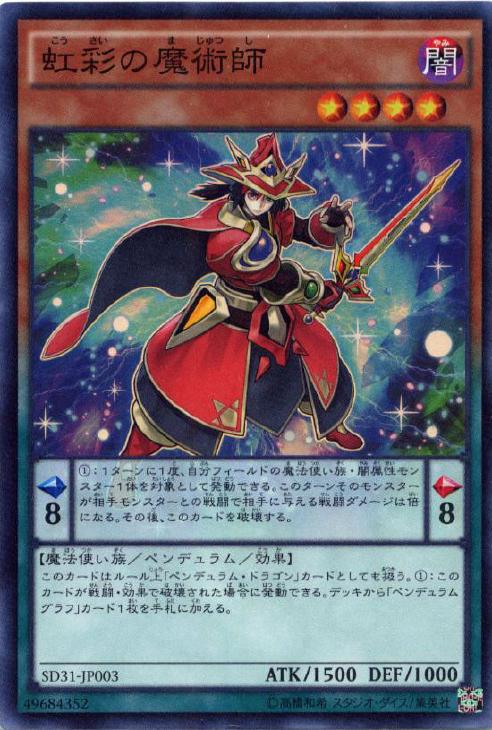 虹彩の魔術師
こうさい まじゅつし
闇
やみ
①:1ターンに1度、自分フィールドの魔法使い族・闇属性モン
スター1体を対象として発動できる。このターンそのモンスター
が相手モンスターとの戦闘で相手に与える戦闘ダメージは倍
になる。その後、このカードを破壊する。
8
8
【魔法使い族/ペンデュラム/効果】
このカードはルール上「ペンデュラム・ドラゴン」カードとしても扱う。①:この
カードが戦闘・効果で破壊された場合に発動できる。デッキから「ペンデュラム
グラフ」カード1枚を手札に加える。
SD31-JP003
ATK/1500 DEF/1000
49684352
©高橋和希 スタジオ・ダイス/集英社